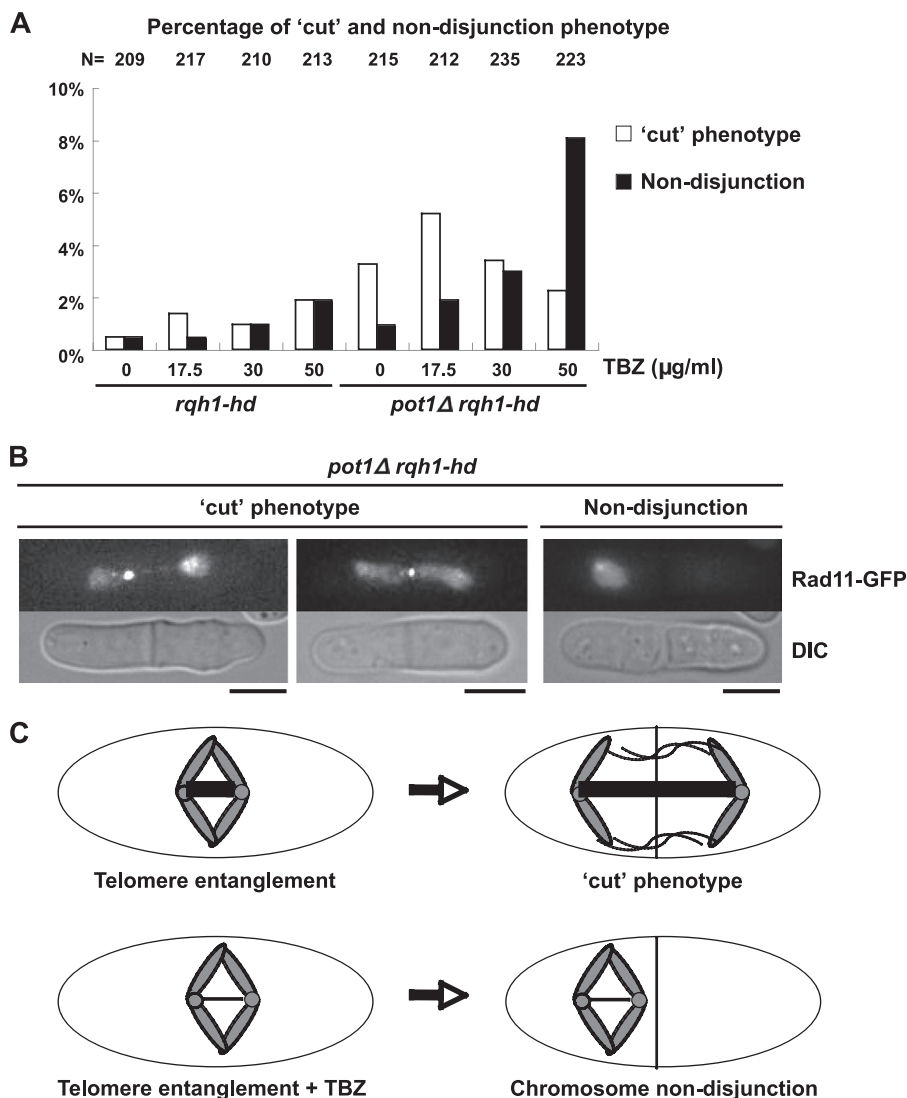 A
Percentage of ‘cut’ and non-disjunction phenotype
N= 209 217 210 213 215 212 235 223
10%
8%
6%
4%
2%
0%
‘cut’ phenotype
Non-disjunction
0 17.5 30 50 0 17.5 30 50 TBZ (µg/ml)
rqh1-hd pot1Δ rqh1-hd
B
pot1Δ rqh1-hd
‘cut’ phenotype Non-disjunction
Rad11-GFP
DIC
C
Telomere entanglement ‘cut’ phenotype
Telomere entanglement + TBZ Chromosome non-disjunction